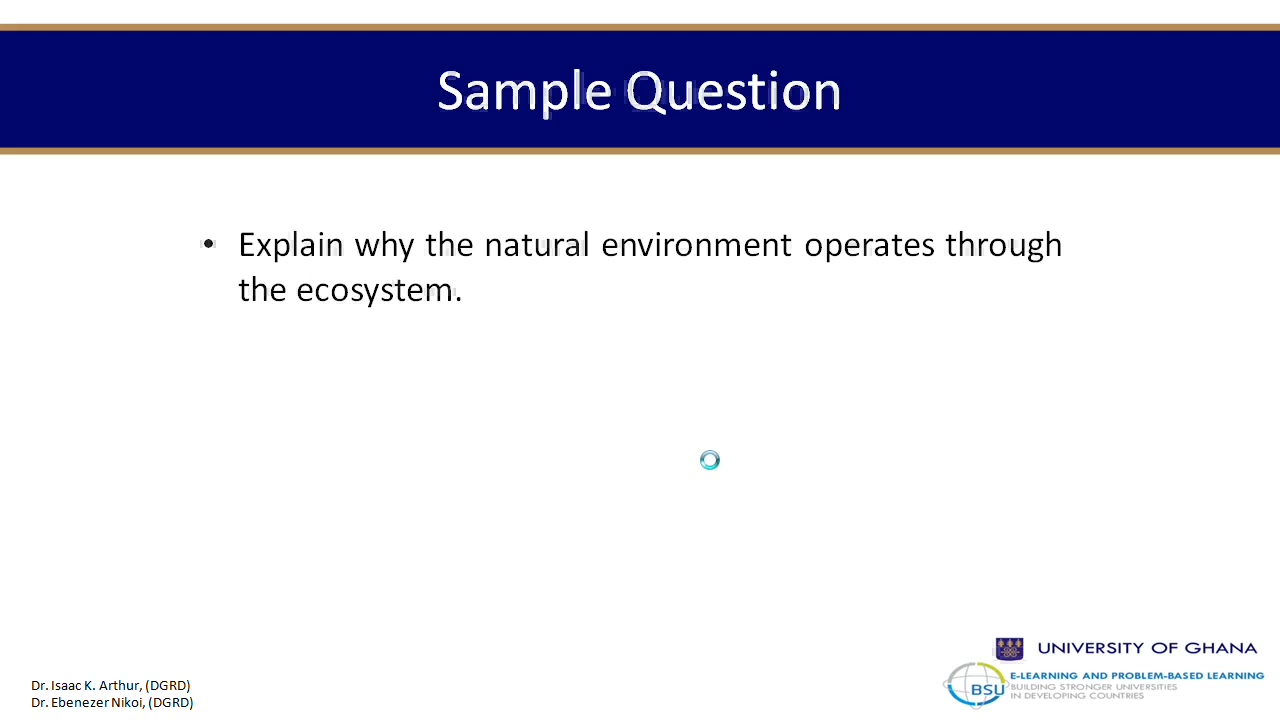 Sample Question
• Explain why the natural environment operates through
the ecosystem.
UNIVERSITY OF GHANA
BSU
E-LEARNING AND PROBLEM-BASED LEARNING
BUILDING STRONGER UNIVERSITIES
IN DEVELOPING COUNTRIES
Dr. Isaac K. Arthur, (DGRD)
Dr. Ebenezer Nikoi, (DGRD)